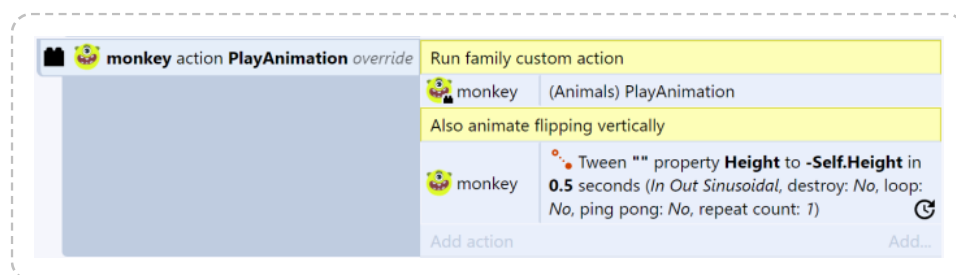 monkey action PlayAnimation override
Run family custom action
monkey
(Animals) PlayAnimation
Also animate flipping vertically
monkey
Tween "" property Height to -Self.Height in
0.5 seconds (In Out Sinusoidal, destroy: No, loop:
No, ping pong: No, repeat count: 1)
Add action
Add...